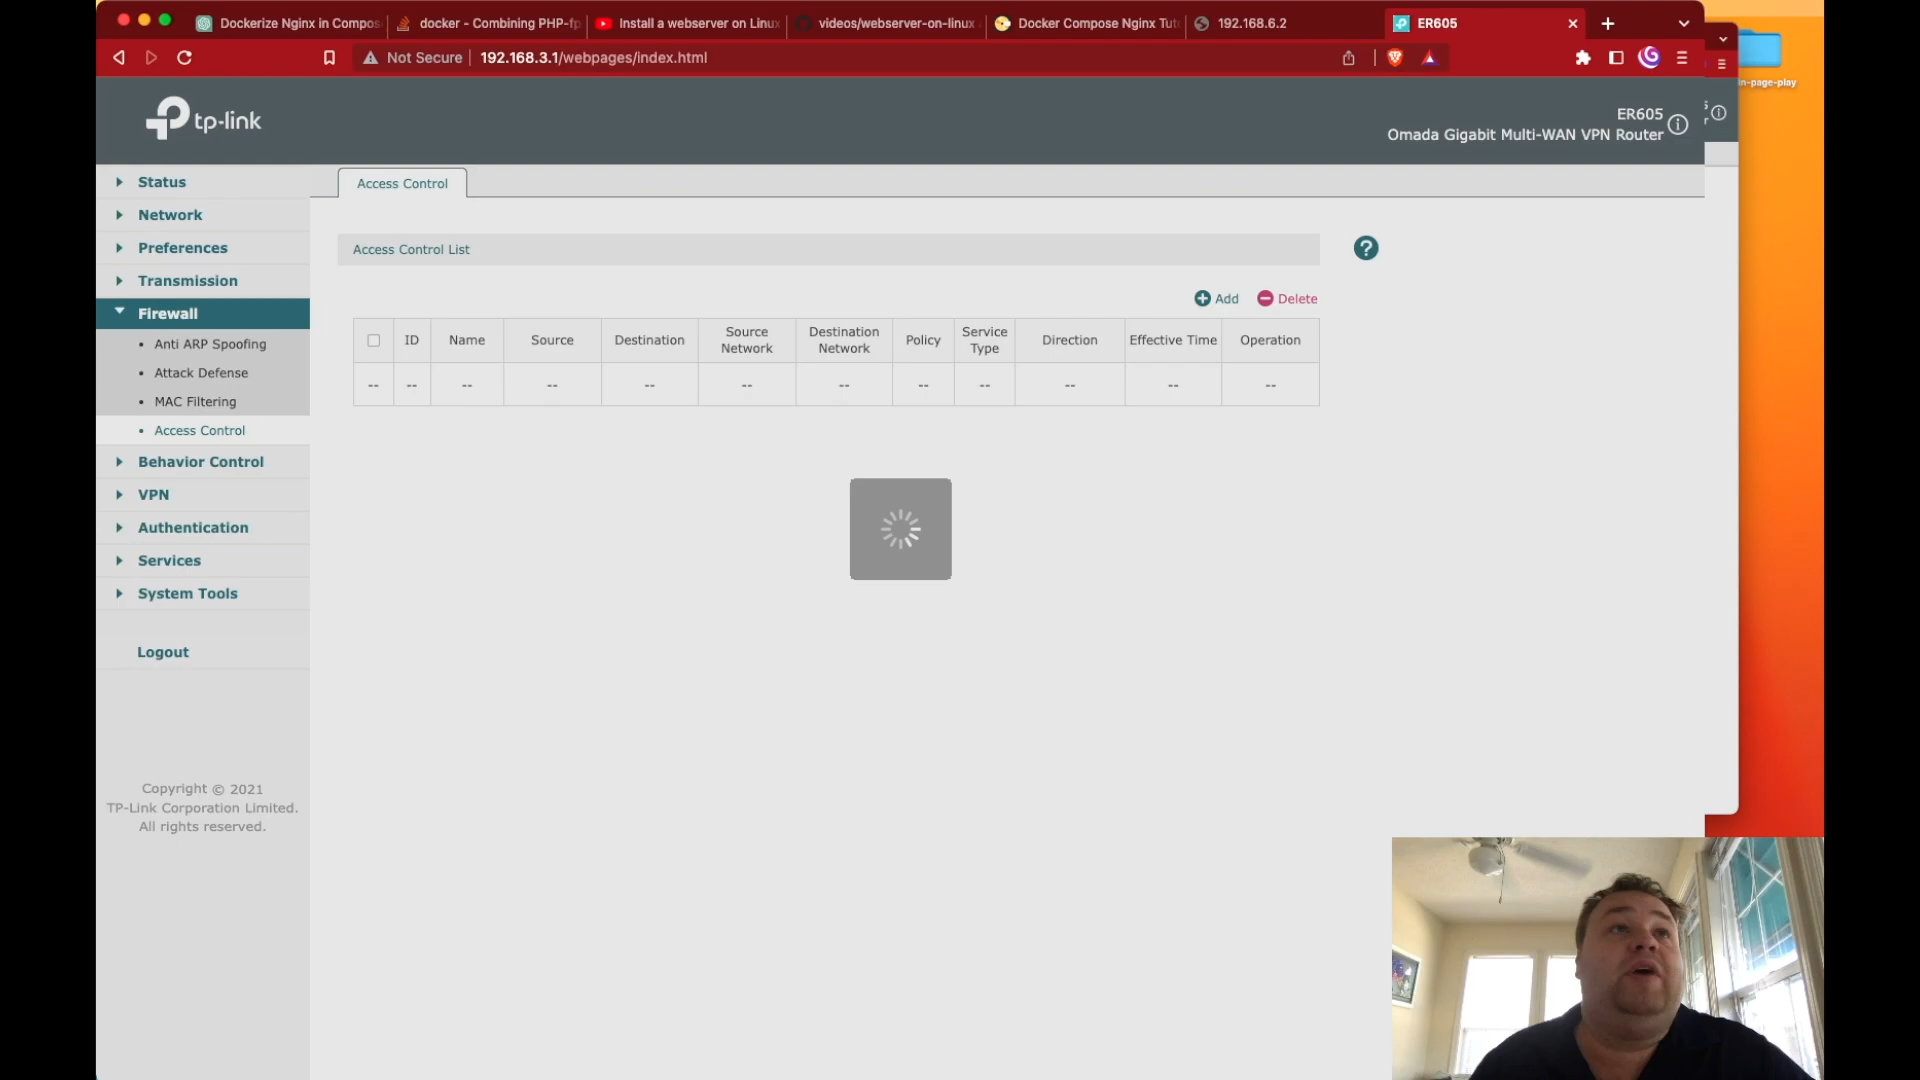 Dockerize Nginx in Compos
docker - Combining PHP-fp
Install a webserver on Linux
videos/webserver-on-linux
Docker Compose Nginx Tut
192.168.6.2
ER605
Not Secure
192.168.3.1/webpages/index.html
n-page-play
tp-link
ER605
Omada Gigabit Multi-WAN VPN Router
Status
Network
Preferences
Transmission
Firewall
Anti ARP Spoofing
Attack Defense
MAC Filtering
Access Control
Behavior Control
VPN
Authentication
Services
System Tools
Logout
Copyright © 2021
TP-Link Corporation Limited.
All rights reserved.
Access Control
Access Control List
Add
Delete
ID
Name
Source
Destination
Source
Network
Destination
Network
Policy
Service
Type
Direction
Effective Time
Operation
-- -- -- -- -- -- -- -- -- -- -- --